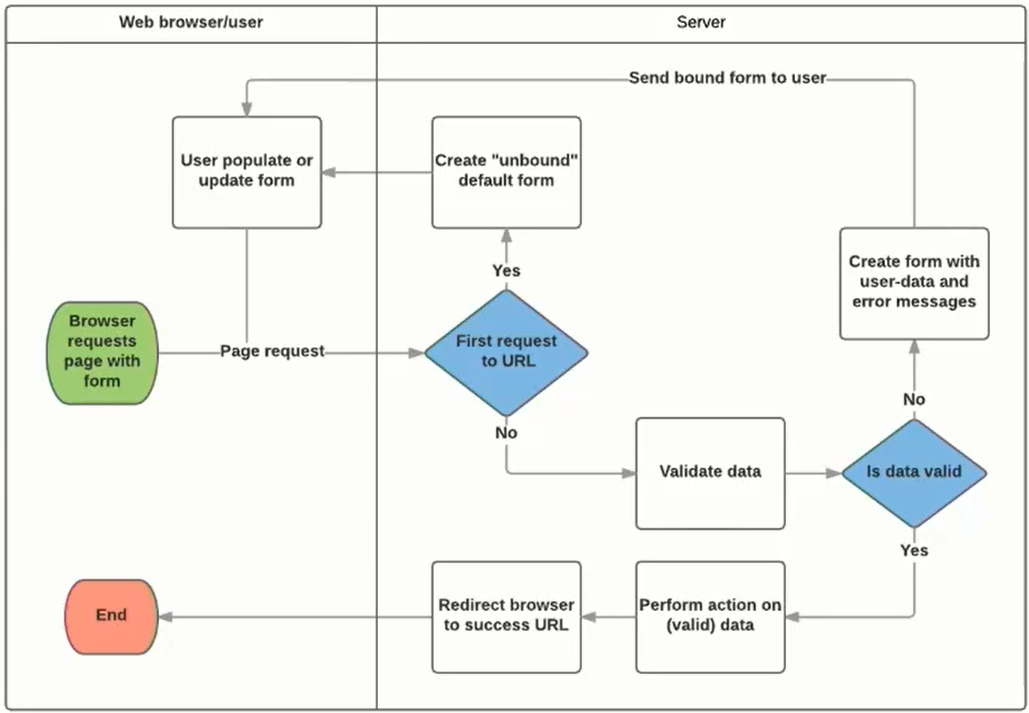 Web browser/user
Server
Send bound form to user
User populate or
update form
Create "unbound"
default form
Create form with
user-data and
error messages
Yes
Browser
requests
page with
form
Page request
First request
to URL
No
No
Validate data
Is data valid
Yes
End
Redirect browser
to success URL
Perform action on
(valid) data